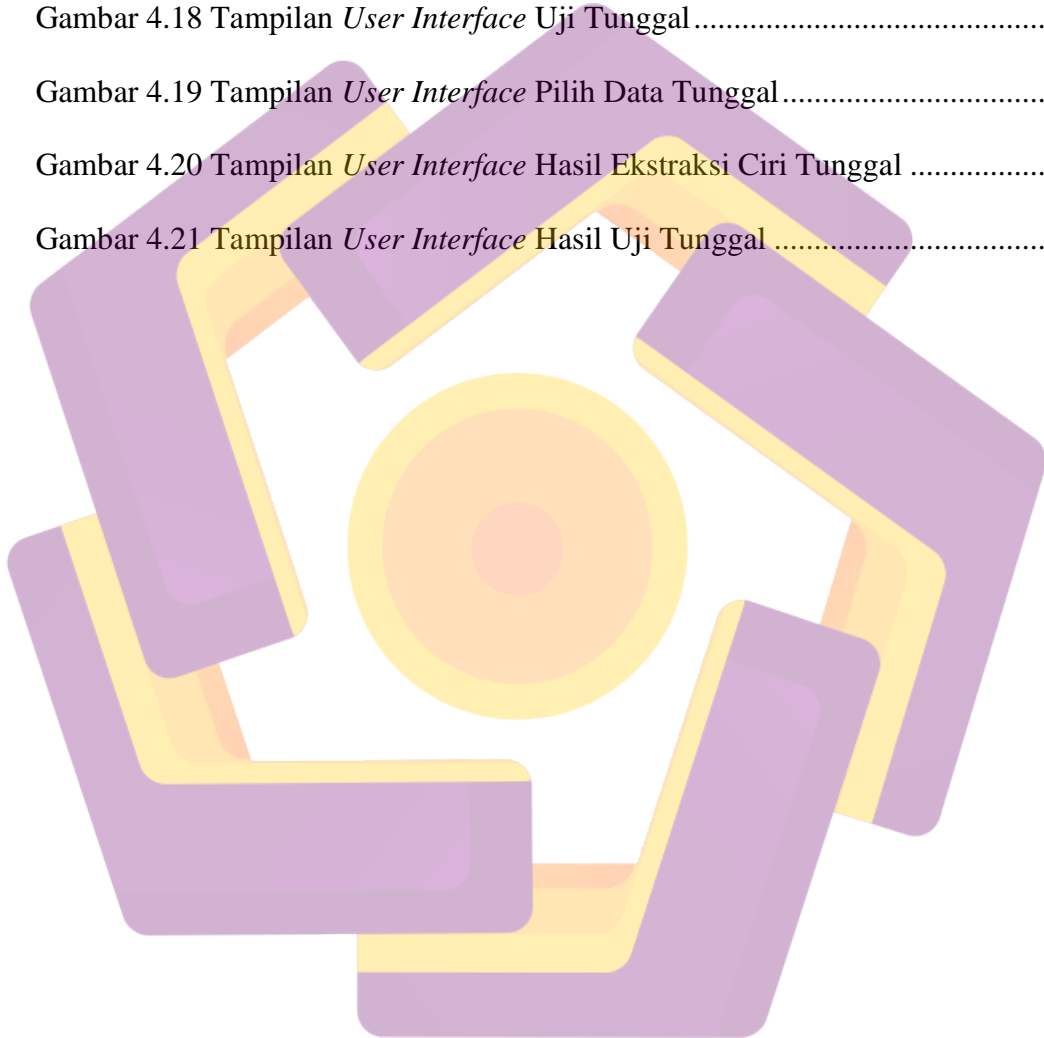 Gambar 4.18 Tampilan User Interface Uji Tunggal.................................
Gambar 4.19 Tampilan User Interface Pilih Data Tunggal.........................
Gambar 4.20 Tampilan User Interface Hasil Ekstraksi Ciri Tunggal ............
Gambar 4.21 Tampilan User Interface Hasil Uji Tunggal .........................